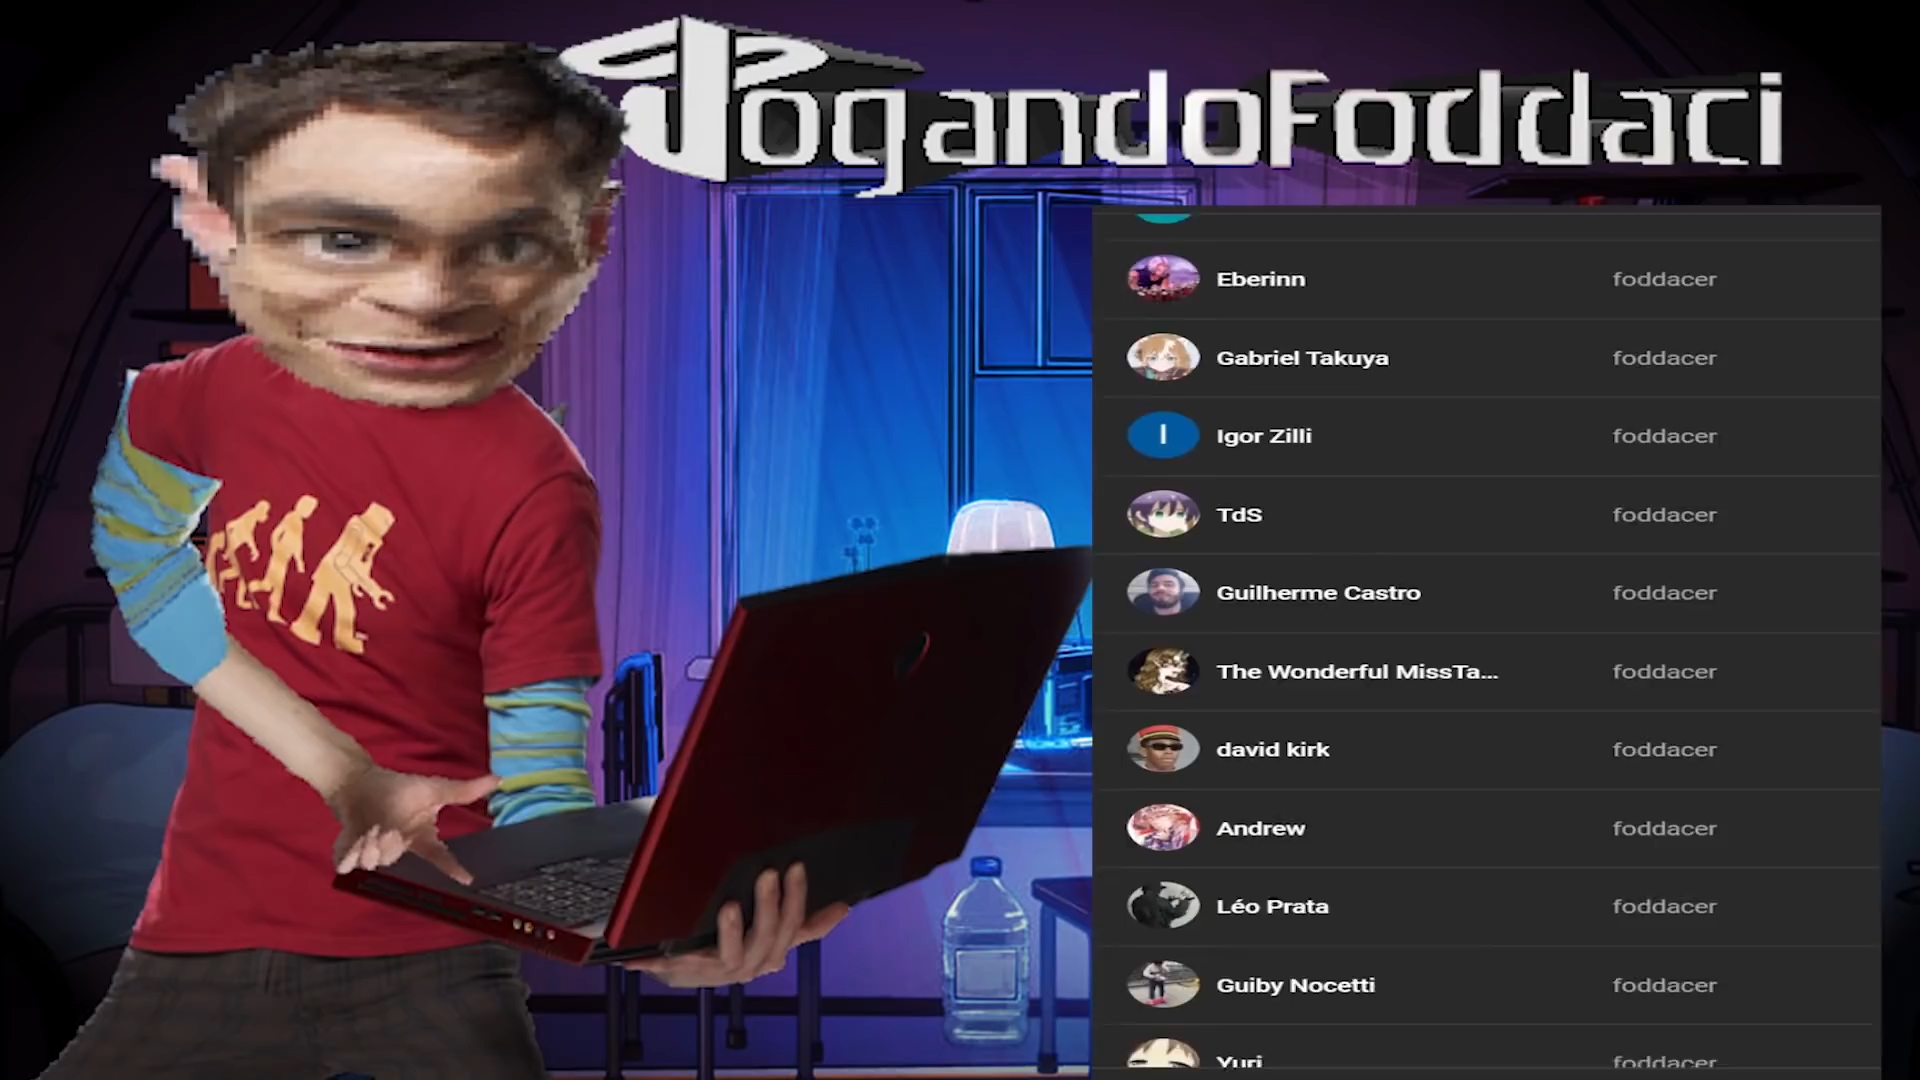 JogandoFoddaci
Eberinn foddacer
Gabriel Takuya foddacer
I Igor Zilli foddacer
TdS foddacer
Guilherme Castro foddacer
The Wonderful MissTa... foddacer
david kirk foddacer
Andrew foddacer
Léo Prata foddacer
Guiby Nocetti foddacer
Yuri foddacer